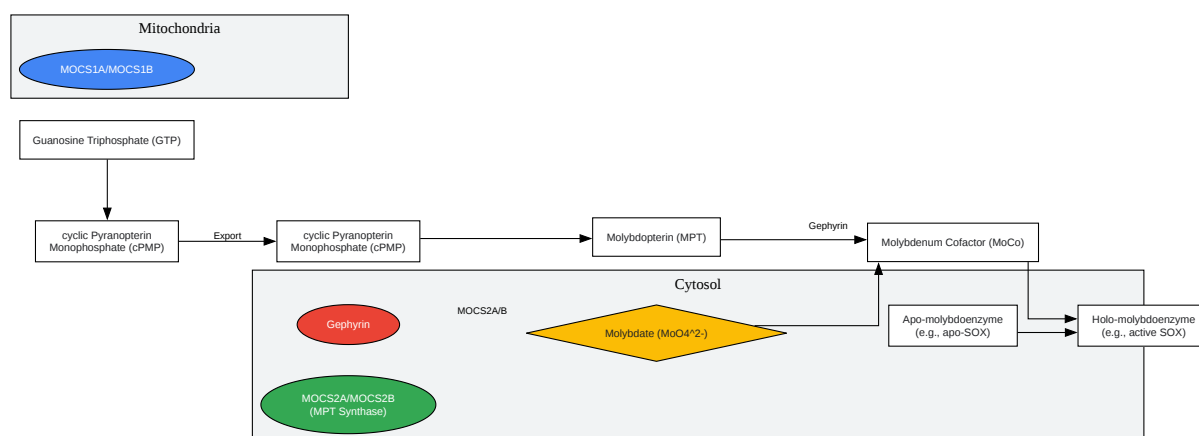 Mitochondria
MOCS1A/MOCS1B
Guanosine Triphosphate (GTP)
cyclic Pyranopterin
Monophosphate (cPMP)
Export
cyclic Pyranopterin
Monophosphate (cPMP)
Molybdopterin (MPT)
Gephyrin
Molybdenum Cofactor (MoCo)
Cytosol
Gephyrin
MOCS2A/B
Molybdate (MoO4^2-)
Apo-molybdoenzyme
(e.g., apo-SOX)
Holo-molybdoenzyme
(e.g., active SOX)
MOCS2A/MOCS2B
(MPT Synthase)